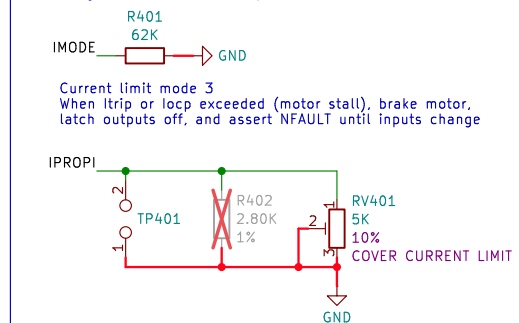 R401
62K
IMODE
GND
Current limit mode 3
When Itrip or Iocp exceeded (motor stall), brake motor,
latch outputs off, and assert NFAULT until inputs change
IPROPI
2
TP401
1
R402
2.80K
1%
1
2
3
RV401
5K
10%
COVER CURRENT LIMIT
GND